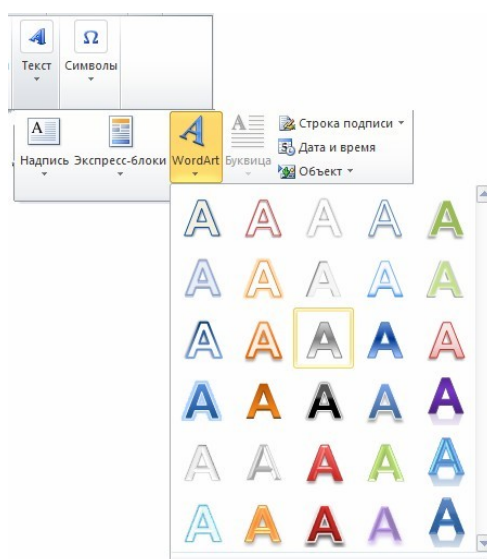 Текст Символы
Надпись Экспресс-блоки WordArt Буквица
Строка подписи
Дата и время
Объект
A A A A A
A A A A A
A A A A A
A A A A A
A A A A A
A A A A A